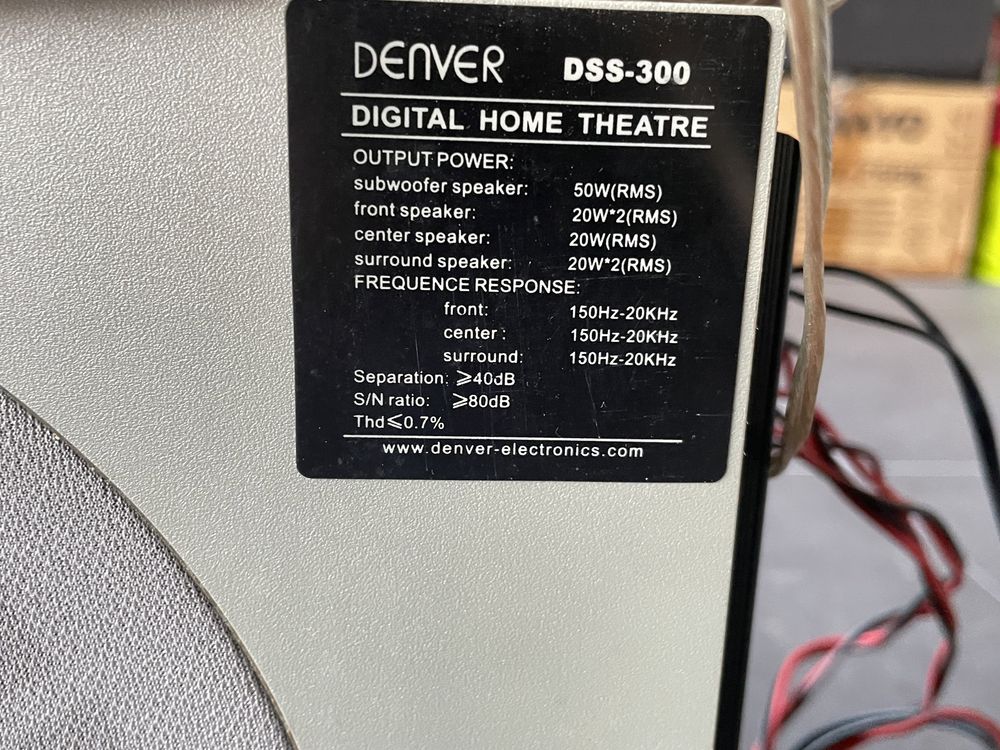 DENVER DSS-300
DIGITAL HOME THEATRE
OUTPUT POWER:
subwoofer speaker: 50W(RMS)
front speaker: 20W*2(RMS)
center speaker: 20W(RMS)
surround speaker: 20W*2(RMS)
FREQUENCE RESPONSE:
front: 150Hz-20KHz
center : 150Hz-20KHz
surround: 150Hz-20KHz
Separation: ⩾40dB
S/N ratio: ⩾80dB
Thd⩽0.7%
www.denver-electronics.com